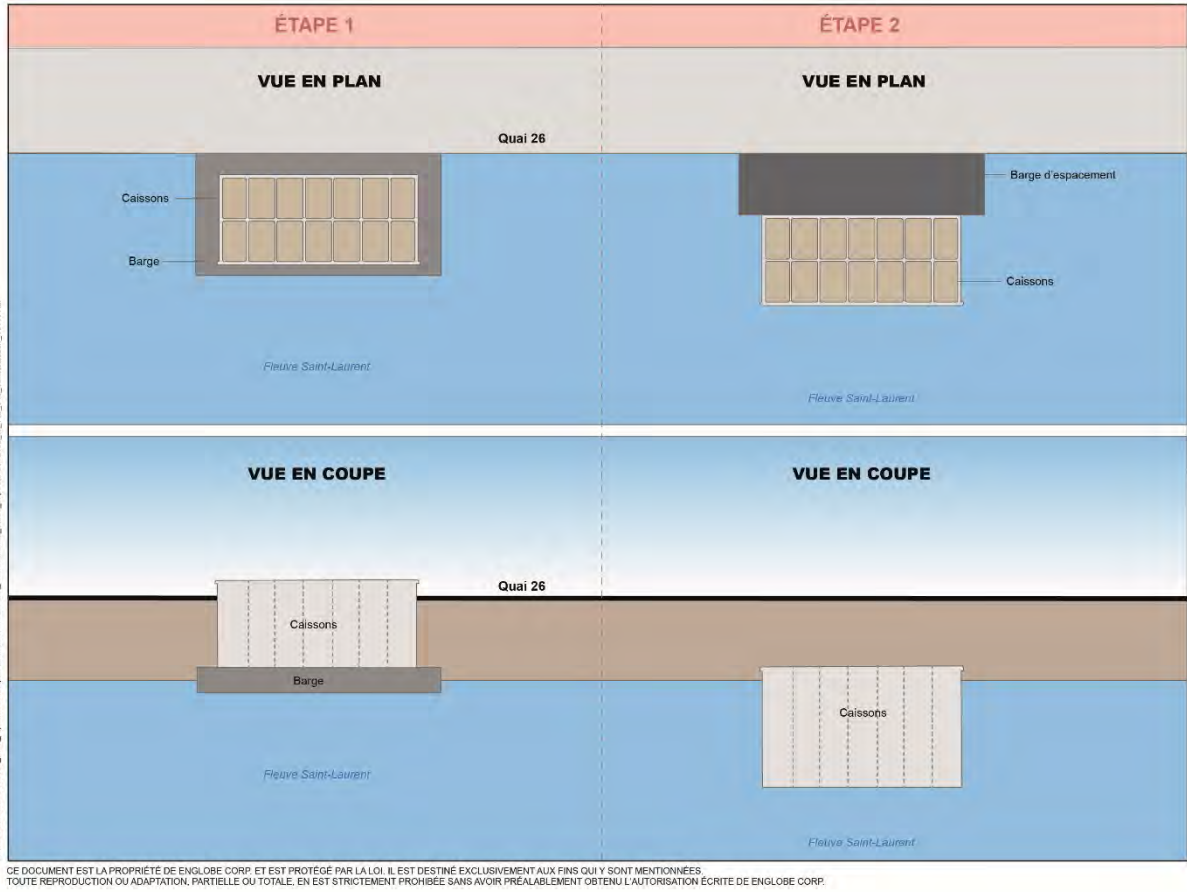 ÉTAPE 1
ÉTAPE 2
VUE EN PLAN
VUE EN PLAN
Quai 26
Caissons
Barge
Barge d'espacement
Caissons
Fleuve Saint-Laurent
Fleuve Saint-Laurent
VUE EN COUPE
VUE EN COUPE
Quai 26
Caissons
Barge
Caissons
Fleuve Saint-Laurent
Fleuve Saint-Laurent
CE DOCUMENT EST LA PROPRIÉTÉ DE ENGLOBE CORP. ET EST PROTÉGÉ PAR LA LOI. IL EST DESTINÉ EXCLUSIVEMENT AUX FINS QUI Y SONT MENTIONNÉES.
TOUTE REPRODUCTION OU ADAPTATION, PARTIELLE OU TOTALE, EN EST STRICTEMENT PROHIBÉE SANS AVOIR PRÉALABLEMENT OBTENU L'AUTORISATION ÉCRITE DE ENGLOBE CORP.